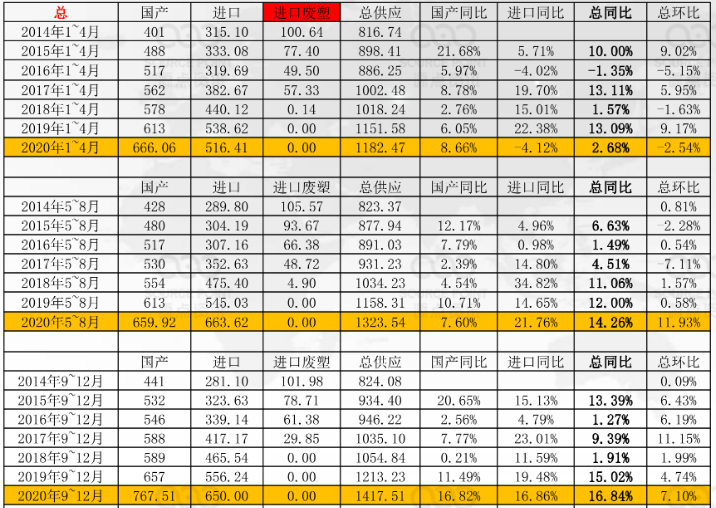 总 国产 进口 进口废塑 总供应 国产同比 进口同比 总同比 总环比
2014年1~4月 401 315.10 100.64 816.74
2015年1~4月 488 333.08 77.40 898.41 21.68% 5.71% 10.00% 9.02%
2016年1~4月 517 319.69 49.50 886.25 5.97% -4.02% -1.35% -5.15%
2017年1~4月 562 382.67 57.33 1002.48 8.78% 19.70% 13.11% 5.95%
2018年1~4月 578 440.12 0.14 1018.24 2.76% 15.01% 1.57% -1.63%
2019年1~4月 613 538.62 0.00 1151.58 6.05% 22.38% 13.09% 9.17%
2020年1~4月 666.06 516.41 0.00 1182.47 8.66% -4.12% 2.68% -2.54%
国产 进口 进口废塑 总供应 国产同比 进口同比 总同比 总环比
2014年5~8月 428 289.80 105.57 823.37 0.81%
2015年5~8月 480 304.19 93.67 877.94 12.17% 4.96% 6.63% -2.28%
2016年5~8月 517 307.16 66.38 891.03 7.79% 0.98% 1.49% 0.54%
2017年5~8月 530 352.63 48.72 931.23 2.39% 14.80% 4.51% -7.11%
2018年5~8月 554 475.40 4.90 1034.23 4.54% 34.82% 11.06% 1.57%
2019年5~8月 613 545.03 0.00 1158.31 10.71% 14.65% 12.00% 0.58%
2020年5~8月 659.92 663.62 0.00 1323.54 7.60% 21.76% 14.26% 11.93%
国产 进口 进口废塑 总供应 国产同比 进口同比 总同比 总环比
2014年9~12月 441 281.10 101.98 824.08 0.09%
2015年9~12月 532 323.63 78.71 934.40 20.65% 15.13% 13.39% 6.43%
2016年9~12月 546 339.14 61.38 946.22 2.56% 4.79% 1.27% 6.19%
2017年9~12月 588 417.17 29.85 1035.10 7.77% 23.01% 9.39% 11.15%
2018年9~12月 589 465.54 0.00 1054.84 0.21% 11.59% 1.91% 1.99%
2019年9~12月 657 556.24 0.00 1213.23 11.49% 19.48% 15.02% 4.74%
2020年9~12月 767.51 650.00 0.00 1417.51 16.82% 16.86% 16.84% 7.10%